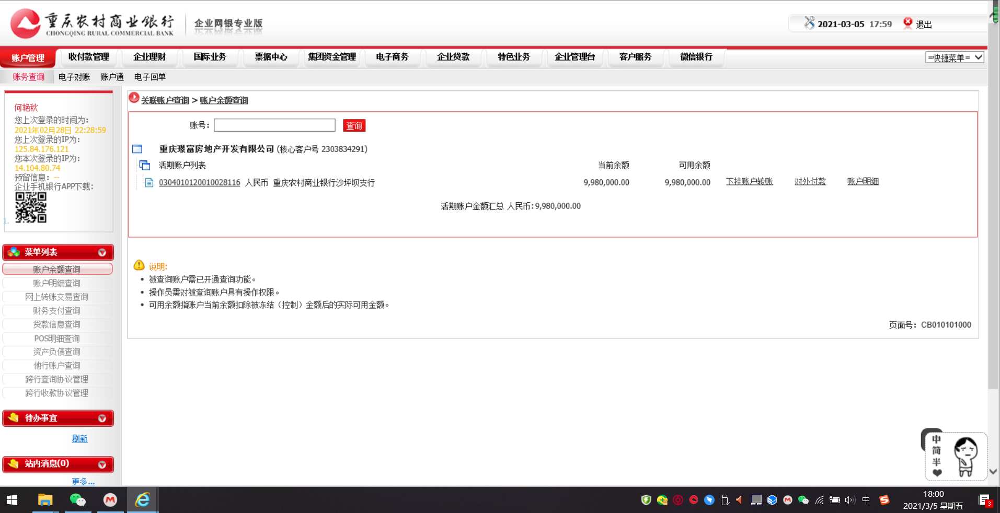 重庆农村商业银行
CHONGQING RURAL COMMERCIAL BANK
企业网银专业版
2021-03-05 17:59 退出
账户管理 收付款管理 企业理财 国际业务 票据中心 集团资金管理 电子商务 企业贷款 特色业务 企业管理台 客户服务 微信银行 =快捷菜单=
账务查询 电子对账 账户通 电子回单
何艳秋
您上次登录的时间为:
2021年02月28日 22:28:59
您上次登录的IP为:
125.84.176.121
您本次登录的IP为:
14.104.80.74
预留信息: --
企业手机银行APP下载:
1.
菜单列表
账户余额查询
账户明细查询
网上转账交易查询
财务支付查询
贷款信息查询
POS明细查询
资产负债查询
他行账户查询
跨行查询协议管理
跨行收款协议管理
待办事宜
刷新
站内消息(0)
更多...
关联账户查询 > 账户余额查询
账号: 查询
重庆璟富房地产开发有限公司 (核心客户号 2303834291)
活期账户列表 当前余额 可用余额
0304010120010028116 人民币 重庆农村商业银行沙坪坝支行 9,980,000.00 9,980,000.00 下挂账户转账 对外付款 账户明细
活期账户金额汇总 人民币:9,980,000.00
说明:
• 被查询账户需已开通查询功能。
• 操作员需对被查询账户具有操作权限。
• 可用余额指账户当前余额扣除被冻结（控制）金额后的实际可用金额。
页面号: CB010101000
中
简
半
中
18:00
2021/3/5 星期五
3